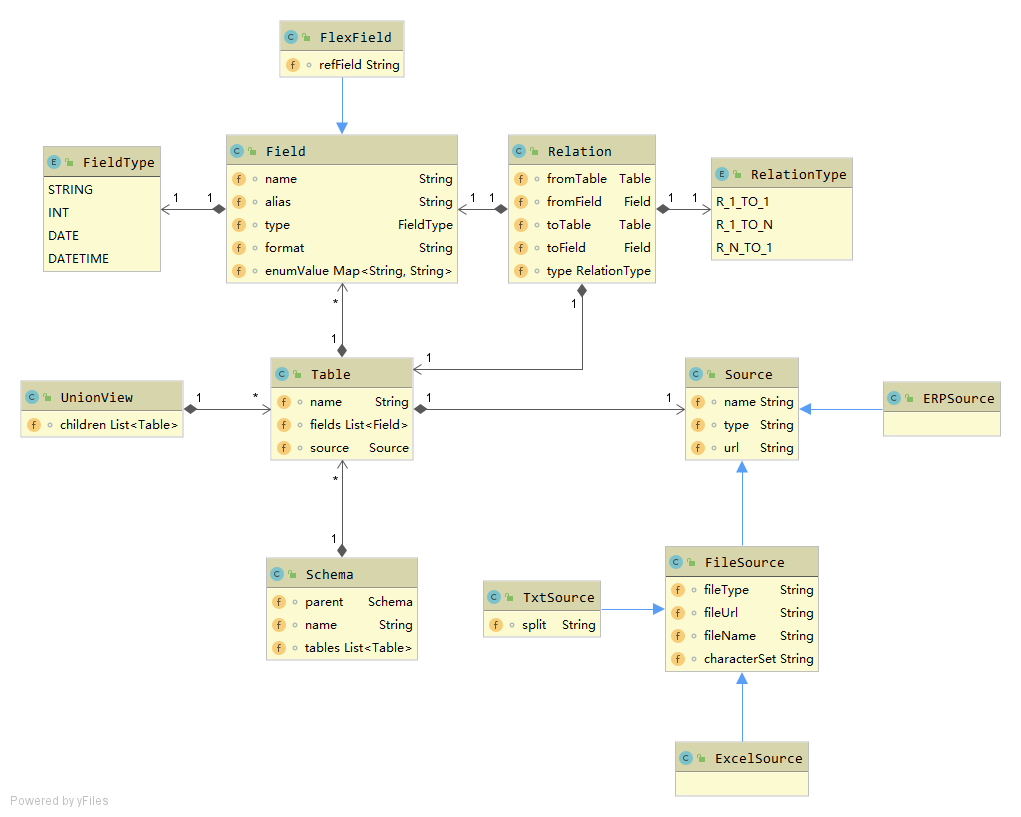 C FlexField
f refField String
E FieldType
STRING
INT
DATE
DATETIME
C Field
f name String
f alias String
f type FieldType
f format String
f enumValue Map<String, String>
C Relation
f fromTable Table
f fromField Field
f toTable Table
f toField Field
f type RelationType
E RelationType
R_1_TO_1
R_1_TO_N
R_N_TO_1
1 1
1 1
1 1
*
1
1
1
C UnionView
f children List<Table>
1 *
C Table
f name String
f fields List<Field>
f source Source
1 1
C Source
f name String
f type String
f url String
C ERPSource
*
1
C Schema
f parent Schema
f name String
f tables List<Table>
C TxtSource
f split String
C FileSource
f fileType String
f fileUrl String
f fileName String
f characterSet String
C ExcelSource
Powered by yFiles